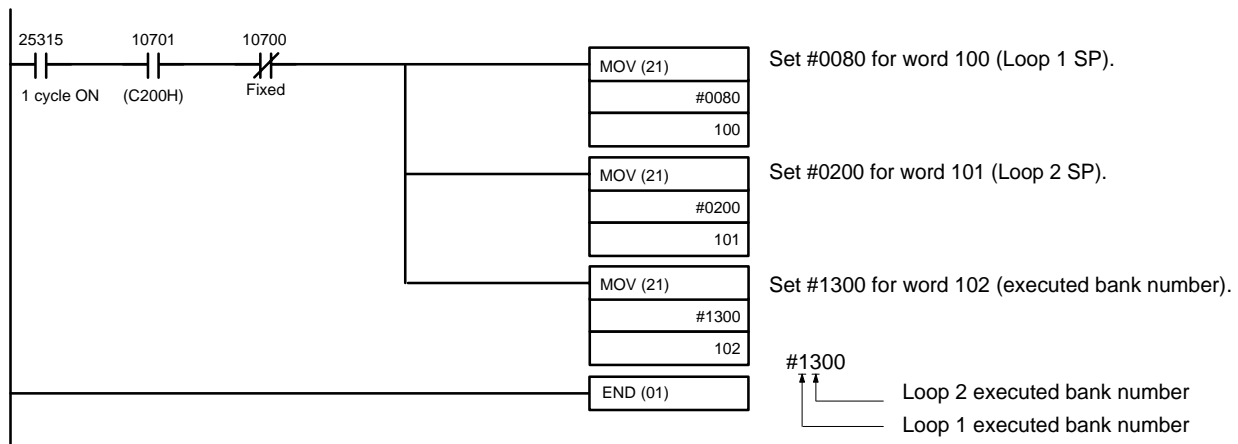 25315 10701 10700
1 cycle ON (C200H) Fixed
MOV (21) Set #0080 for word 100 (Loop 1 SP).
#0080
100
MOV (21) Set #0200 for word 101 (Loop 2 SP).
#0200
101
MOV (21) Set #1300 for word 102 (executed bank number).
#1300
102
#1300
END (01) Loop 2 executed bank number
Loop 1 executed bank number